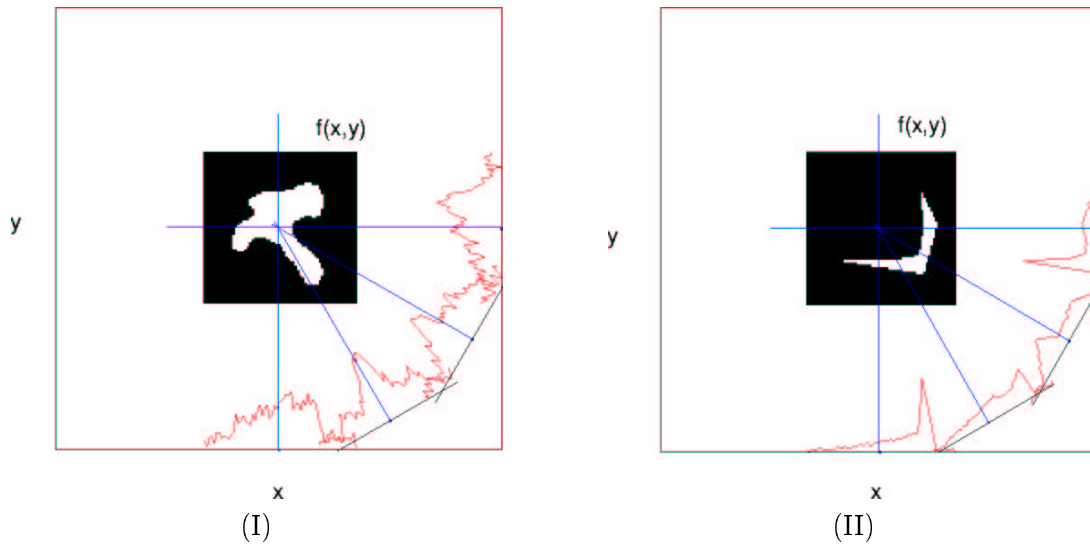 f(x,y)
y
x
(I)
f(x,y)
y
x
(II)